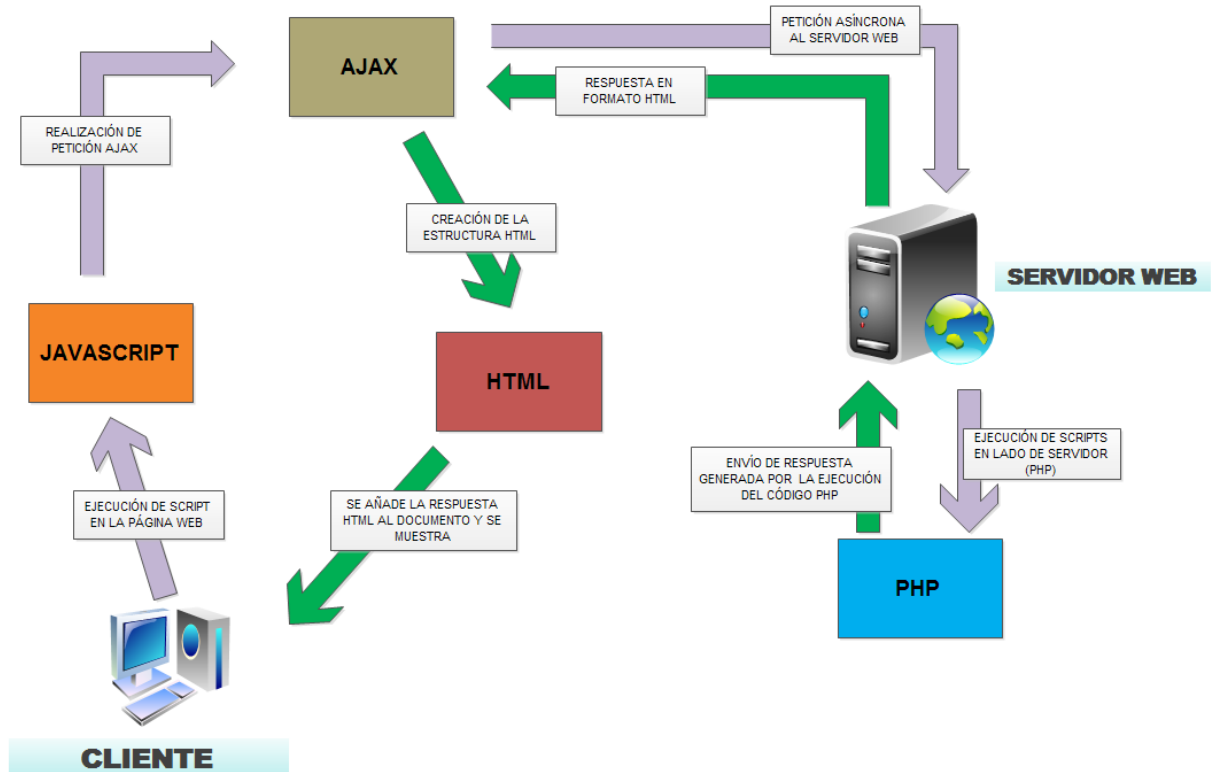 PETICIÓN ASÍNCRONA
AL SERVIDOR WEB
AJAX
RESPUESTA EN
FORMATO HTML
REALIZACIÓN DE
PETICIÓN AJAX
CREACIÓN DE LA
ESTRUCTURA HTML
SERVIDOR WEB
JAVASCRIPT
HTML
EJECUCIÓN DE SCRIPTS
EN LADO DE SERVIDOR
(PHP)
ENVÍO DE RESPUESTA
GENERADA POR LA EJECUCIÓN
DEL CÓDIGO PHP
EJECUCIÓN DE SCRIPT
EN LA PÁGINA WEB
SE AÑADE LA RESPUESTA
HTML AL DOCUMENTO Y SE
MUESTRA
PHP
CLIENTE